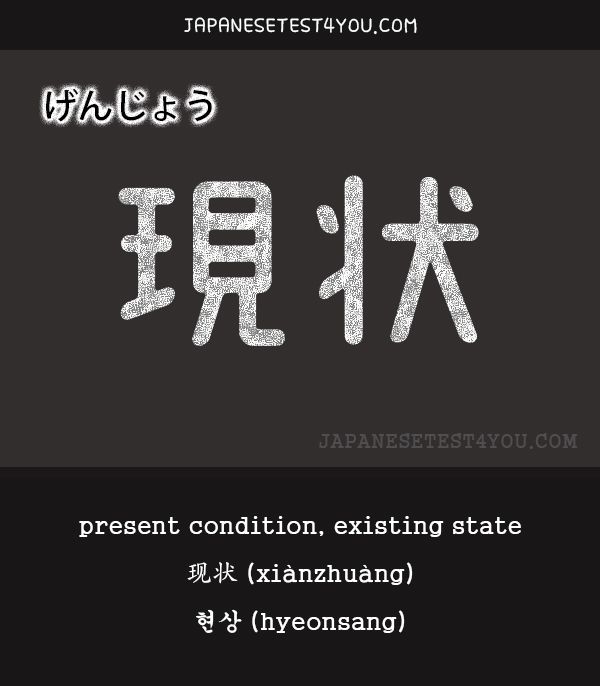 JAPANESETEST4YOU.COM
げんじょう
現状
JAPANESETEST4YOU.COM
present condition, existing state
现状 (xiànzhuàng)
현상 (hyeonsang)